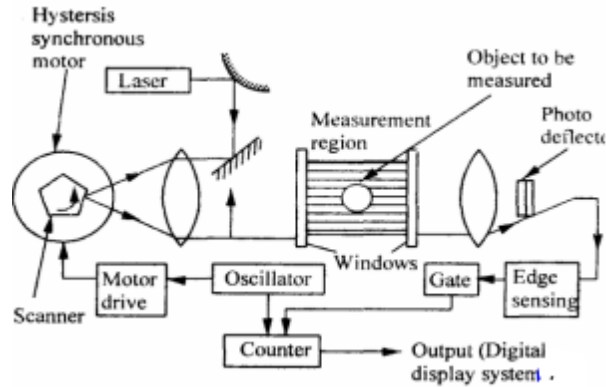 Hystersis
synchronous
motor
Laser
Object to be
measured
Measurement
region
Photo
deflecto
Windows
Scanner
Motor
drive
Oscillator
Gate
Edge
sensing
Counter
Output (Digital
display system .